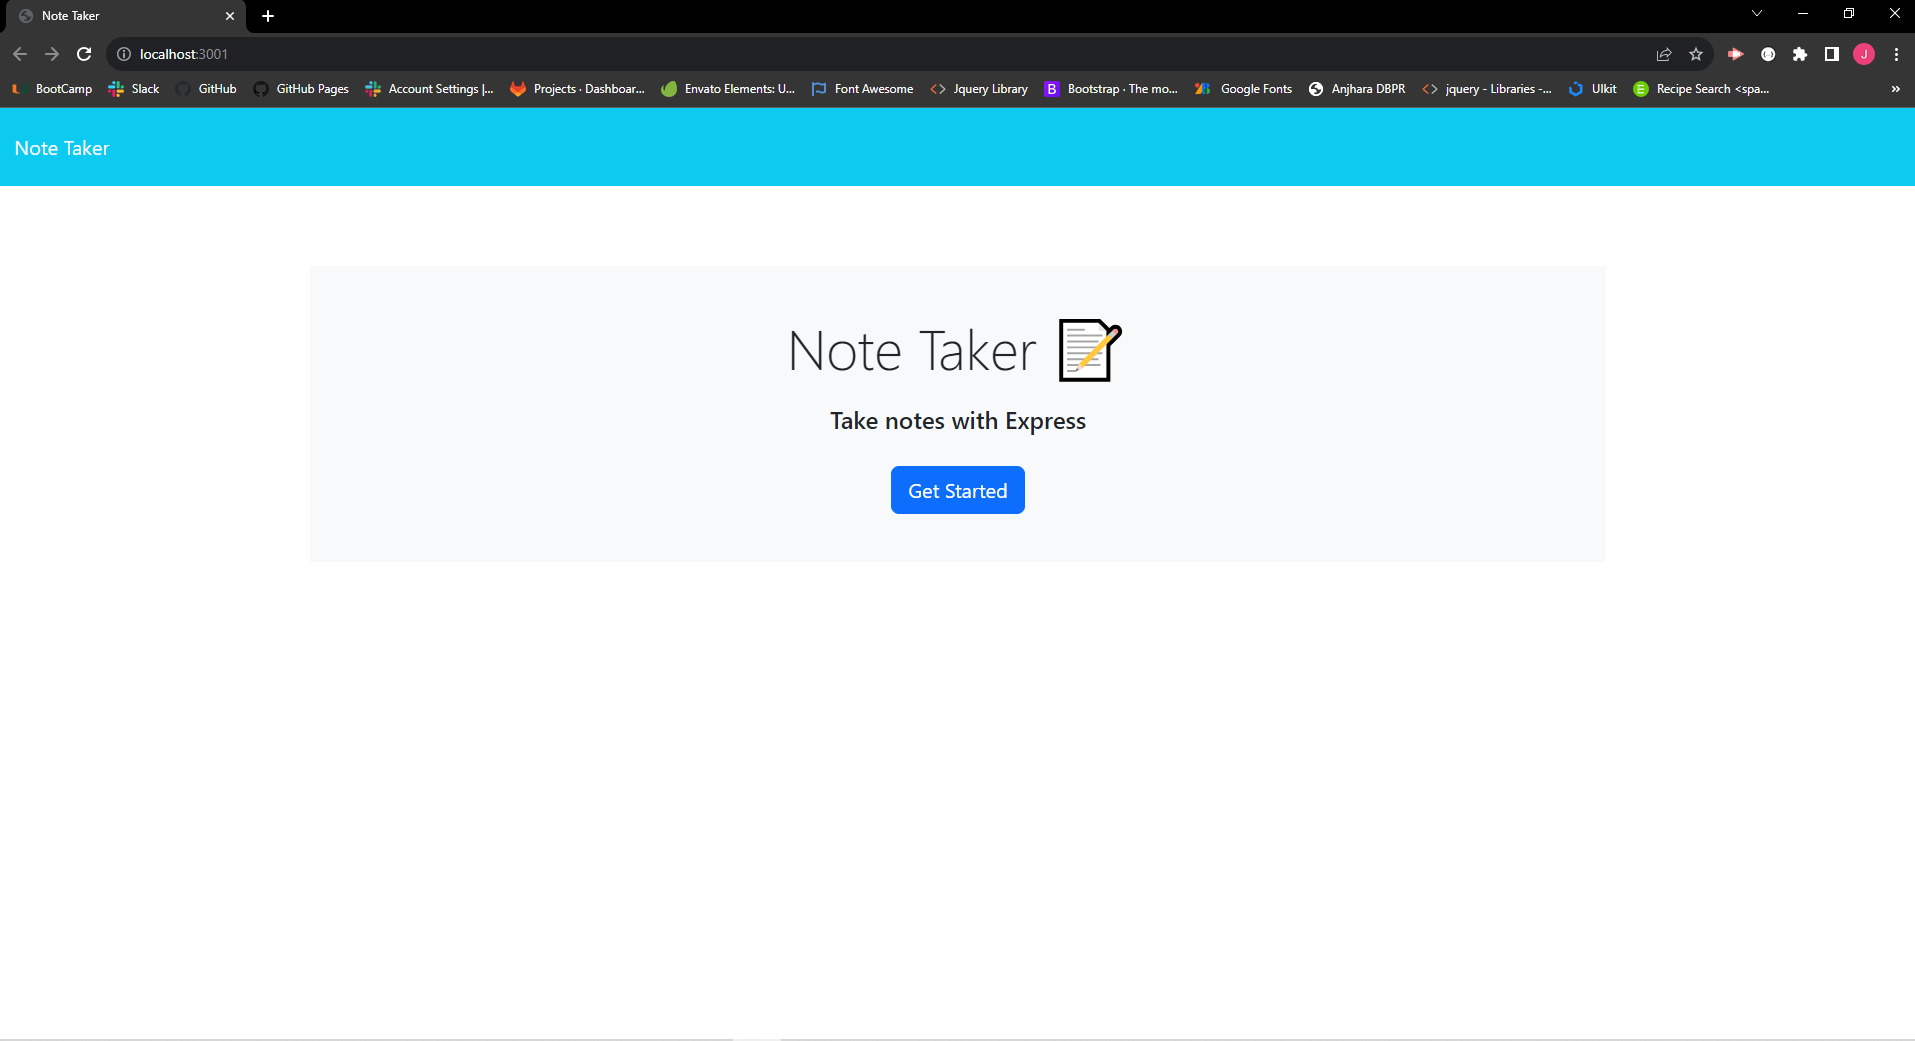 Note Taker
localhost:3001
J
BootCamp Slack GitHub GitHub Pages Account Settings |... Projects · Dashboar... Envato Elements: U... Font Awesome Jquery Library B Bootstrap · The mo... Google Fonts Anjhara DBPR jquery - Libraries -... UIkit E Recipe Search <spa... »
Note Taker
Note Taker
Take notes with Express
Get Started